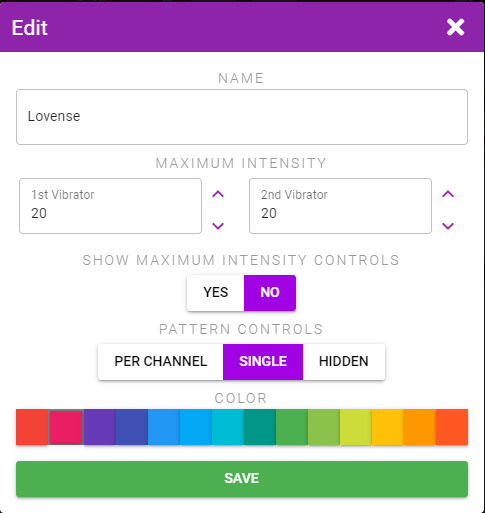 Edit
NAME
Lovense
MAXIMUM INTENSITY
1st Vibrator
20
2nd Vibrator
20
SHOW MAXIMUM INTENSITY CONTROLS
YES NO
PATTERN CONTROLS
PER CHANNEL SINGLE HIDDEN
COLOR
SAVE